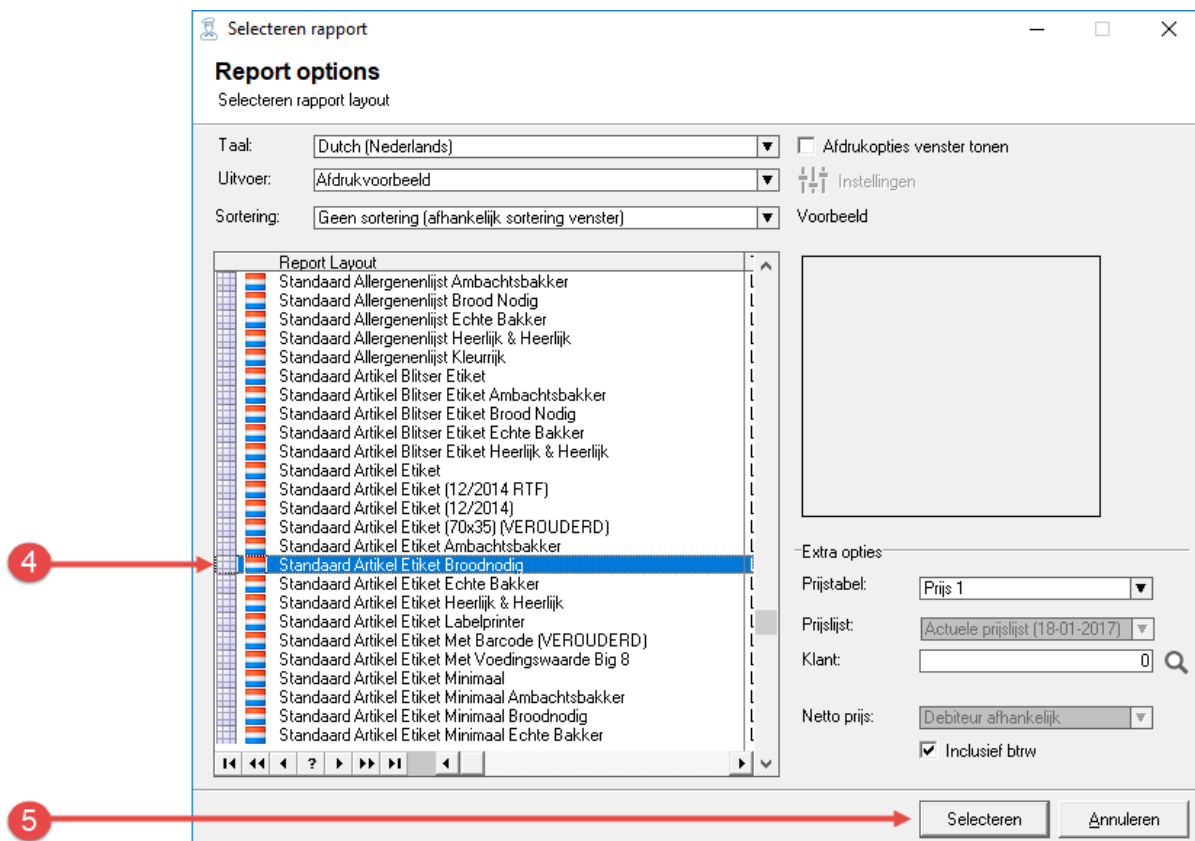 Selecteren rapport
Report options
Selecteren rapport layout
Taal: Dutch (Nederlands)
Afdrukopties venster tonen
Uitvoer: Afdrukvoorbeeld
Instellingen
Sortering: Geen sortering (afhankelijk sortering venster)
Voorbeeld
Report Layout
Standaard Allergenenlijst Ambachtsbakker
Standaard Allergenenlijst Brood Nodig
Standaard Allergenenlijst Echte Bakker
Standaard Allergenenlijst Heerlijk & Heerlijk
Standaard Allergenenlijst Kleurrijk
Standaard Artikel Blitser Etiket
Standaard Artikel Blitser Etiket Ambachtsbakker
Standaard Artikel Blitser Etiket Brood Nodig
Standaard Artikel Blitser Etiket Echte Bakker
Standaard Artikel Blitser Etiket Heerlijk & Heerlijk
Standaard Artikel Etiket
Standaard Artikel Etiket (12/2014 RTF)
Standaard Artikel Etiket (12/2014)
Standaard Artikel Etiket (70x35) (VEROUDERD)
Standaard Artikel Etiket Ambachtsbakker
4
Standaard Artikel Etiket Broodnodig
Standaard Artikel Etiket Echte Bakker
Standaard Artikel Etiket Heerlijk & Heerlijk
Standaard Artikel Etiket Labelprinter
Standaard Artikel Etiket Met Barcode (VEROUDERD)
Standaard Artikel Etiket Met Voedingswaarde Big 8
Standaard Artikel Etiket Minimaal
Standaard Artikel Etiket Minimaal Ambachtsbakker
Standaard Artikel Etiket Minimaal Broodnodig
Standaard Artikel Etiket Minimaal Echte Bakker
?
Extra opties
Prijstabel: Prijs 1
Prijslijst: Actuele prijslijst (18-01-2017)
Klant: 0
Netto prijs: Debiteur afhankelijk
Inclusief btw
5
Selecteren
Annuleren